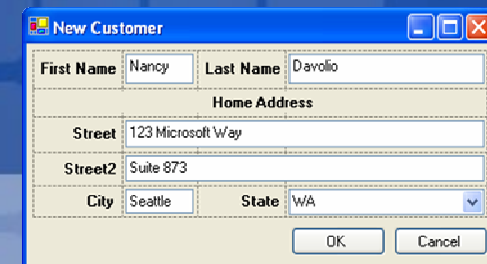 New Customer
First Name Nancy Last Name Davolio
Home Address
Street 123 Microsoft Way
Street2 Suite 873
City Seattle State WA
OK Cancel